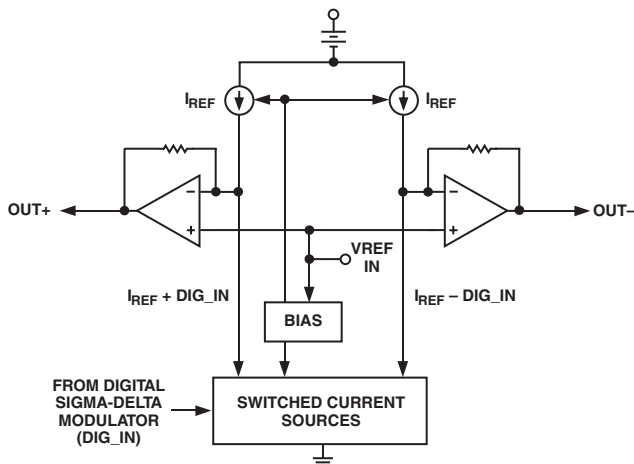 IREF
IREF
OUT+
−
−
OUT–
+
+
VREF
IN
IREF + DIG_IN
IREF – DIG_IN
BIAS
FROM DIGITAL
SIGMA-DELTA
MODULATOR
(DIG_IN)
SWITCHED CURRENT
SOURCES